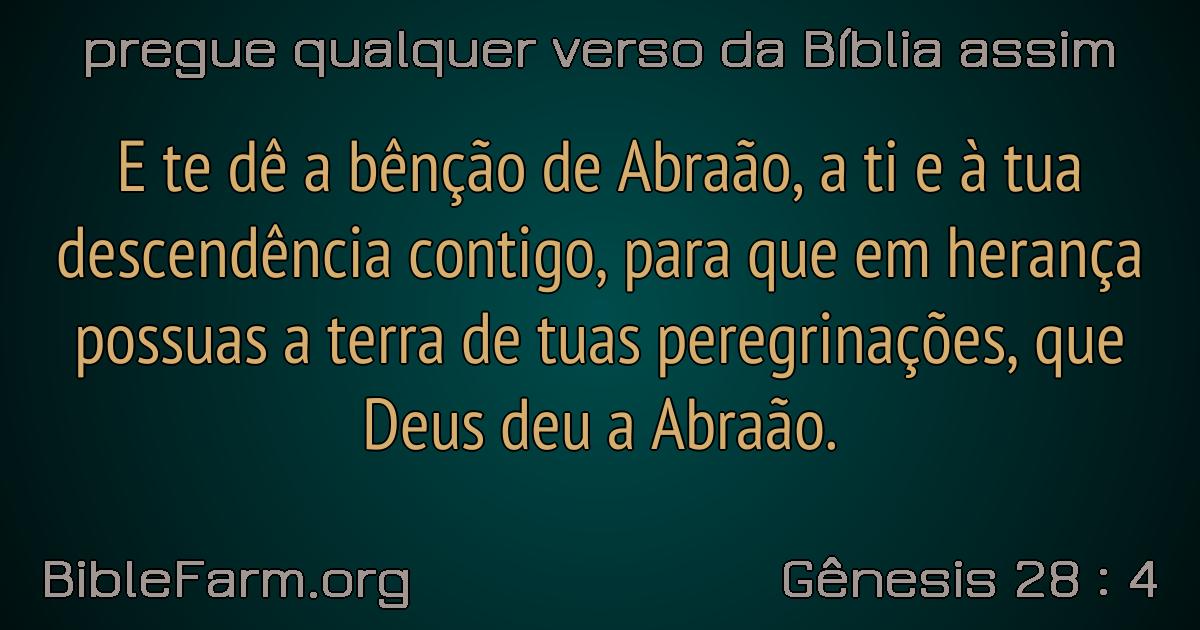 pregue qualquer verso da Bíblia assim
E te dê a bênção de Abraão, a ti e à tua
descendência contigo, para que em herança
possuas a terra de tuas peregrinações, que
Deus deu a Abraão.
BibleFarm.org
Gênesis 28 : 4